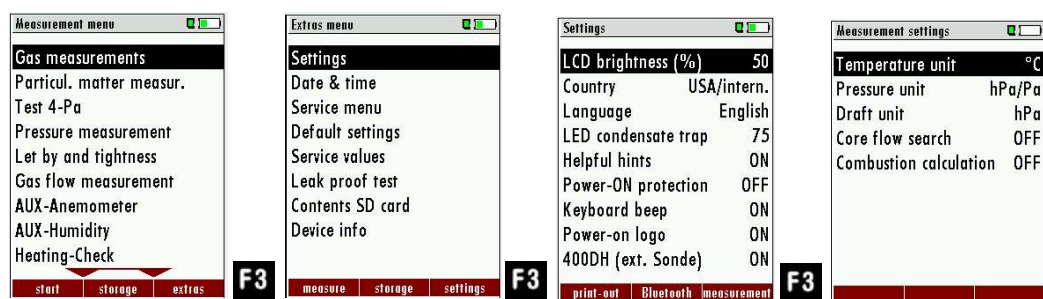 Measurement menu
Gas measurements
Particul. matter measur.
Test 4-Pa
Pressure measurement
Let by and tightness
Gas flow measurement
AUX-Anemometer
AUX-Humidity
Heating-Check
start storage extras
F3
Extras menu
Settings
Date & time
Service menu
Default settings
Service values
Leak proof test
Contents SD card
Device info
measure storage settings
F3
Settings
LCD brightness (%) 50
Country USA/intern.
Language English
LED condensate trap 75
Helpful hints ON
Power-ON protection OFF
Keyboard beep ON
Power-on logo ON
400DH (ext. Sonde) ON
print-out Bluetooth measurement
F3
Measurement settings
Temperature unit °C
Pressure unit hPa/Pa
Draft unit hPa
Core flow search OFF
Combustion calculation OFF